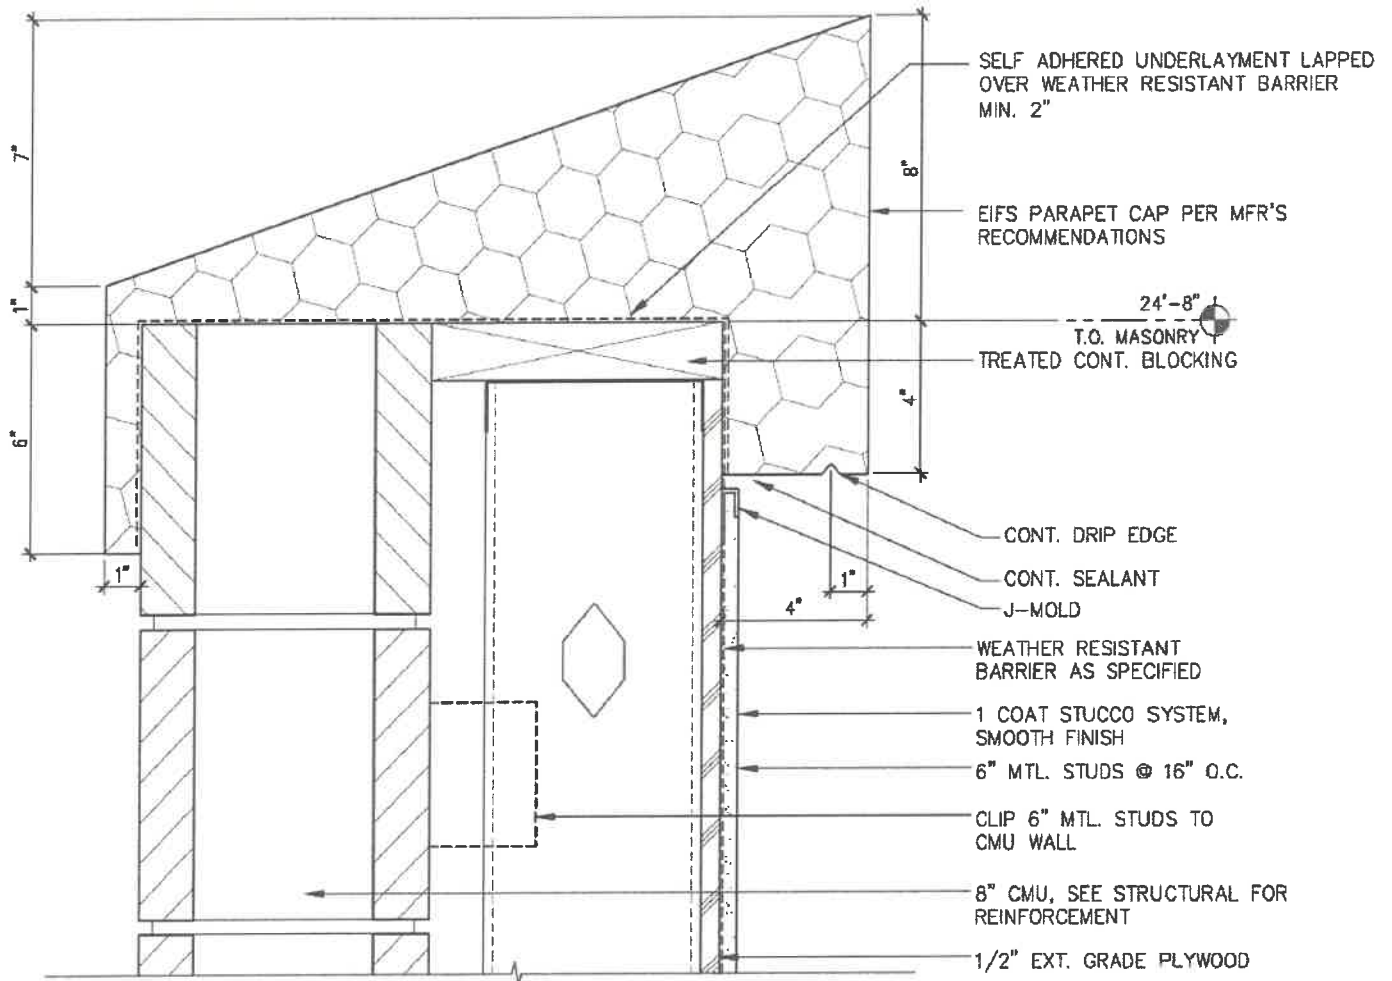 SELF ADHERED UNDERLAYMENT LAPPED
OVER WEATHER RESISTANT BARRIER
MIN. 2"
7"
8"
EIFS PARAPET CAP PER MFR'S
RECOMMENDATIONS
1"
24'-8"
T.O. MASONRY
TREATED CONT. BLOCKING
4"
6"
CONT. DRIP EDGE
1"
1"
CONT. SEALANT
4"
J-MOLD
WEATHER RESISTANT
BARRIER AS SPECIFIED
1 COAT STUCCO SYSTEM,
SMOOTH FINISH
6" MTL. STUDS @ 16" O.C.
CLIP 6" MTL. STUDS TO
CMU WALL
8" CMU, SEE STRUCTURAL FOR
REINFORCEMENT
1/2" EXT. GRADE PLYWOOD